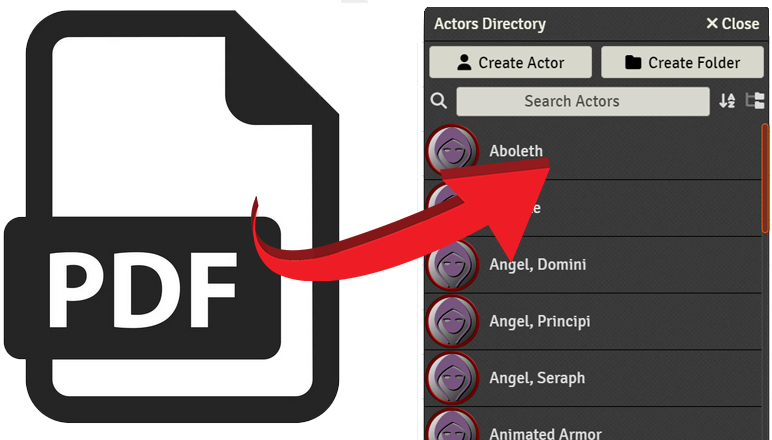 PDF
Actors Directory
Close
Create Actor
Create Folder
Search Actors
Aboleth
Angel, Domini
Angel, Principi
Angel, Seraph
Animated Armor